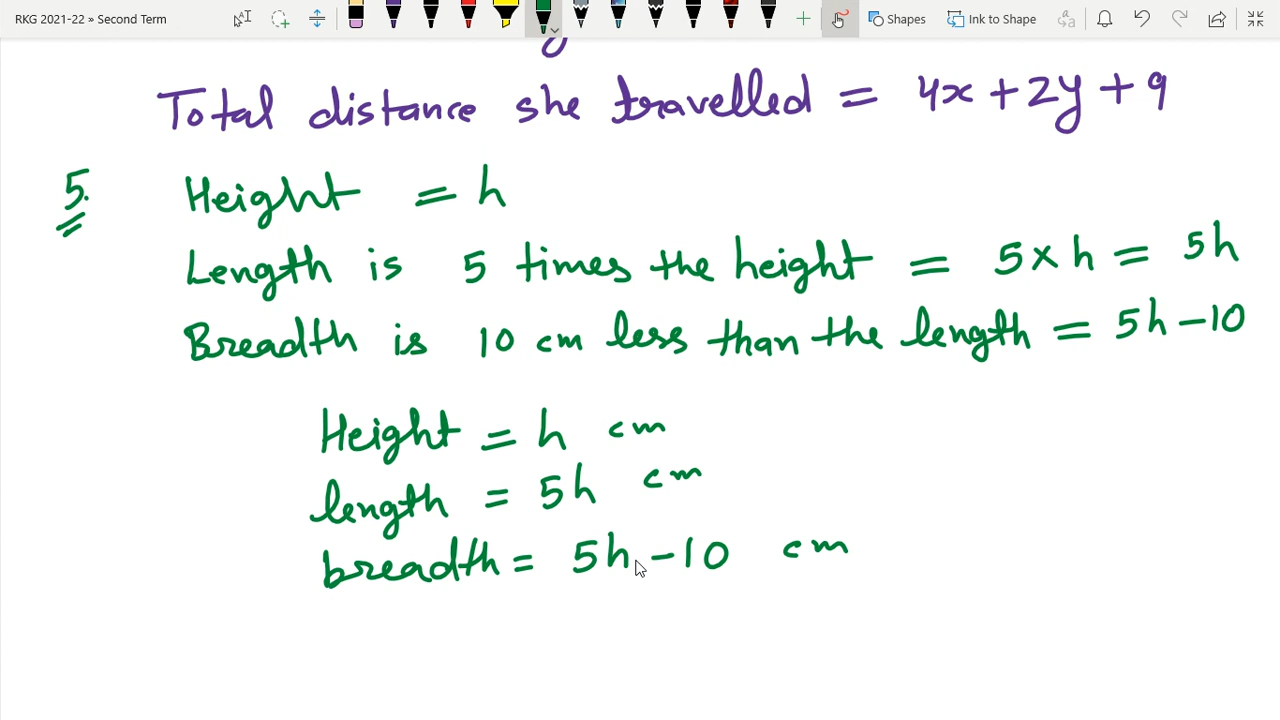 RKG 2021-22 » Second Term Shapes Ink to Shape
Total distance she travelled = 4x + 2y + 9
5. Height = h
Length is 5 times the height = 5 × h = 5h
Breadth is 10 cm less than the length = 5h - 10
Height = h cm
length = 5h cm
breadth = 5h - 10 cm